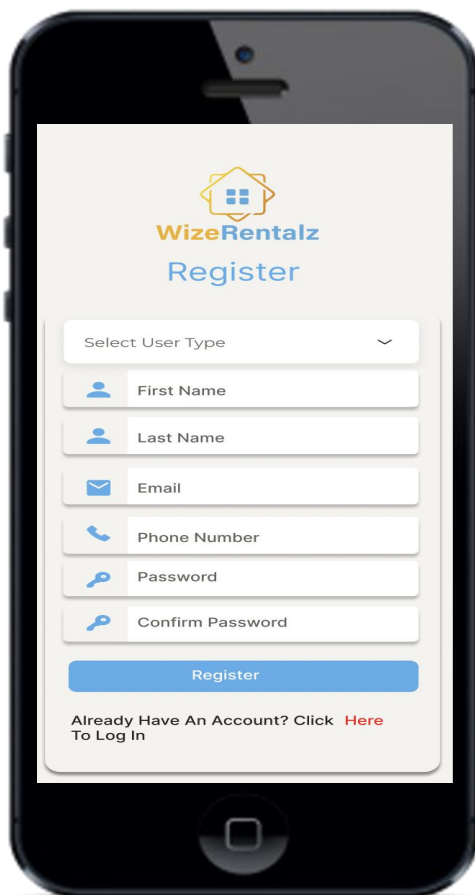 WizeRentalz
Register
Select User Type
First Name
Last Name
Email
Phone Number
Password
Confirm Password
Register
Already Have An Account? Click Here
To Log In